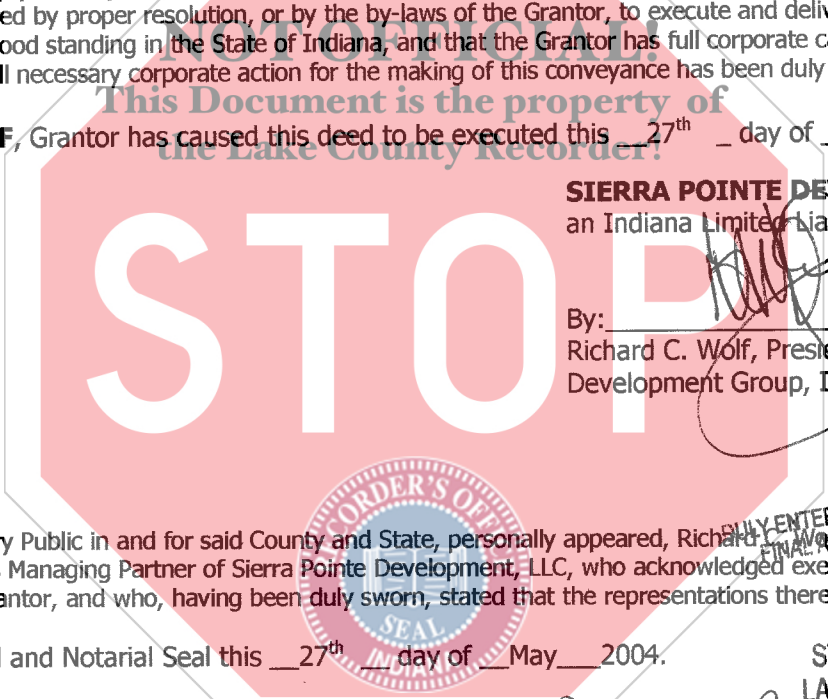 ed by proper resolution, or by the by-laws of the Grantor, to execute and deliv
NOT OFFICIAL!
ood standing in the State of Indiana, and that the Grantor has full corporate c
l necessary corporate action for the making of this conveyance has been duly
This Document is the property of
F, Grantor has caused this deed to be executed this __27th _ day of _
the Lake County Recorder!
SIERRA POINTE DE
an Indiana Limited Lia
STOP
By:
Richard C. Wolf, Presi
Development Group, I
RECORDER'S OFFICE
DULY ENTE
y Public in and for said County and State, personally appeared, Richard C. Wo
FINAL A
Managing Partner of Sierra Pointe Development, LLC, who acknowledged exe
antor, and who, having been duly sworn, stated that the representations there
SEAL
l and Notarial Seal this __27th __ day of __May___2004.
INDIANA
S
LA